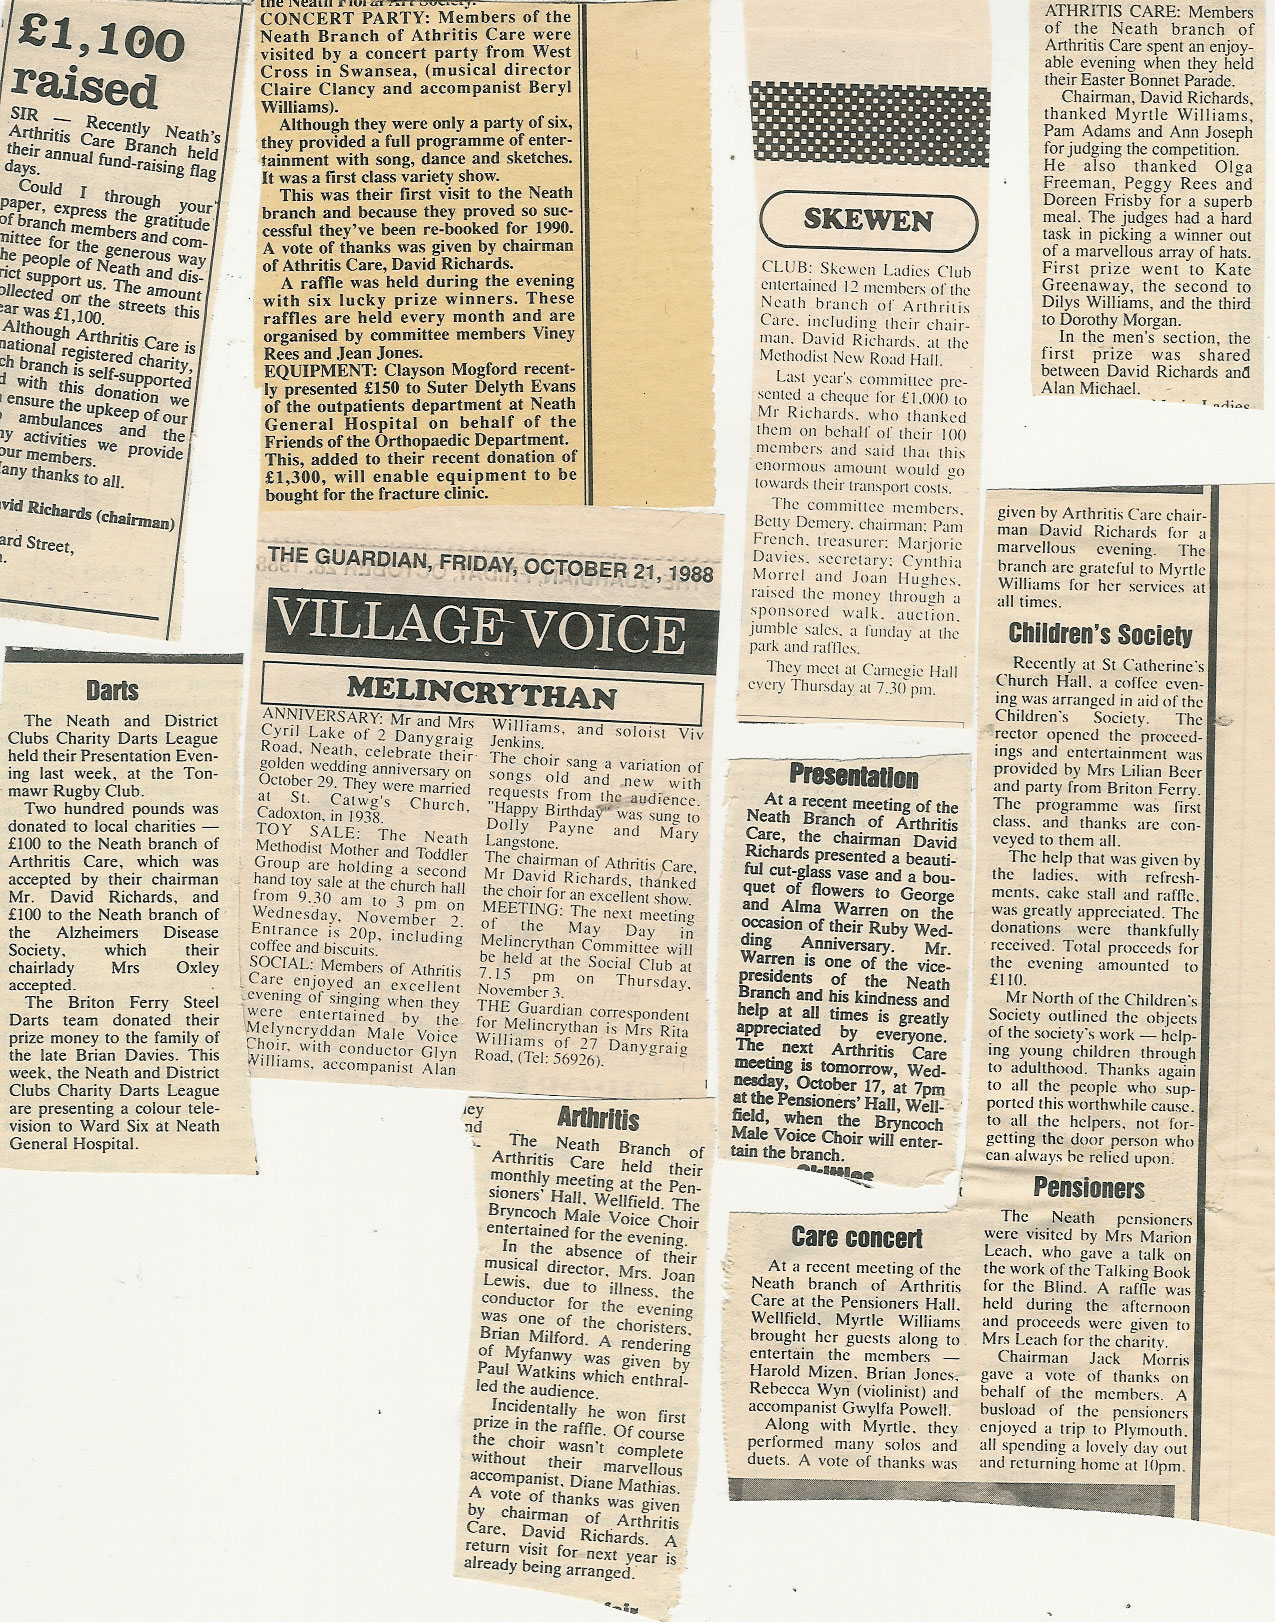 £1,100
raised
SIR — Recently Neath's
Arthritis Care Branch held
their annual fund-raising flag
days.
Could I through your
paper, express the gratitude
of branch members and com-
mittee for the generous way
he people of Neath and dis-
rict support us. The amount
ollected on the streets this
ear was £1,100.
Although Arthritis Care is
national registered charity,
ch branch is self-supported
d with this donation we
ensure the upkeep of our
ambulances and the
ny activities we provide
our members.
any thanks to all.
vid Richards (chairman)
ard Street,
n.
Darts
The Neath and District
Clubs Charity Darts League
held their Presentation Even-
ing last week, at the Ton-
mawr Rugby Club.
Two hundred pounds was
donated to local charities —
£100 to the Neath branch of
Arthritis Care, which was
accepted by their chairman
Mr. David Richards, and
£100 to the Neath branch of
the Alzheimers Disease
Society, which their
chairlady Mrs Oxley
accepted.
The Briton Ferry Steel
Darts team donated their
prize money to the family of
the late Brian Davies. This
week, the Neath and District
Clubs Charity Darts League
are presenting a colour tele-
vision to Ward Six at Neath
General Hospital.
the Neath Floral Art Society.
CONCERT PARTY: Members of the
Neath Branch of Athritis Care were
visited by a concert party from West
Cross in Swansea, (musical director
Claire Clancy and accompanist Beryl
Williams).
Although they were only a party of six,
they provided a full programme of enter-
tainment with song, dance and sketches.
It was a first class variety show.
This was their first visit to the Neath
branch and because they proved so suc-
cessful they've been re-booked for 1990.
A vote of thanks was given by chairman
of Athritis Care, David Richards.
A raffle was held during the evening
with six lucky prize winners. These
raffles are held every month and are
organised by committee members Viney
Rees and Jean Jones.
EQUIPMENT: Clayson Mogford recent-
ly presented £150 to Suter Delyth Evans
of the outpatients department at Neath
General Hospital on behalf of the
Friends of the Orthopaedic Department.
This, added to their recent donation of
£1,300, will enable equipment to be
bought for the fracture clinic.
THE GUARDIAN, FRIDAY, OCTOBER 21, 1988
VILLAGE VOICE
MELINCRYTHAN
ANNIVERSARY: Mr and Mrs
Cyril Lake of 2 Danygraig
Road, Neath, celebrate their
golden wedding anniversary on
October 29. They were married
at St. Catwg's Church,
Cadoxton, in 1938.
TOY SALE: The Neath
Methodist Mother and Toddler
Group are holding a second
hand toy sale at the church hall
from 9.30 am to 3 pm on
Wednesday, November 2.
Entrance is 20p, including
coffee and biscuits.
SOCIAL: Members of Athritis
Care enjoyed an excellent
evening of singing when they
were entertained by the
Melyncryddan Male Voice
Choir, with conductor Glyn
Williams, accompanist Alan
Williams, and soloist Viv
Jenkins.
The choir sang a variation of
songs old and new with
requests from the audience.
"Happy Birthday" was sung to
Dolly Payne and Mary
Langstone.
The chairman of Athritis Care,
Mr David Richards, thanked
the choir for an excellent show.
MEETING: The next meeting
of the May Day in
Melincrythan Committee will
be held at the Social Club at
7.15 pm on Thursday,
November 3.
THE Guardian correspondent
for Melincrythan is Mrs Rita
Williams of 27 Danygraig
Road, (Tel: 56926).
ey
nd
Arthritis
The Neath Branch of
Arthritis Care held their
monthly meeting at the Pen-
sioners' Hall, Wellfield. The
Bryncoch Male Voice Choir
entertained for the evening.
In the absence of their
musical director, Mrs. Joan
Lewis, due to illness, the
conductor for the evening
was one of the choristers,
Brian Milford. A rendering
of Myfanwy was given by
Paul Watkins which enthral-
led the audience.
Incidentally he won first
prize in the raffle. Of course
the choir wasn't complete
without their marvellous
accompanist, Diane Mathias.
A vote of thanks was given
by chairman of Arthritis
Care, David Richards. A
return visit for next year is
already being arranged.
SKEWEN
CLUB: Skewen Ladies Club
entertained 12 members of the
Neath branch of Arthritis
Care, including their chair-
man, David Richards, at the
Methodist New Road Hall.
Last year's committee pre-
sented a cheque for £1,000 to
Mr Richards, who thanked
them on behalf of their 100
members and said that this
enormous amount would go
towards their transport costs.
The committee members,
Betty Demery, chairman; Pam
French, treasurer; Marjorie
Davies, secretary; Cynthia
Morrel and Joan Hughes,
raised the money through a
sponsored walk, auction,
jumble sales, a funday at the
park and raffles.
They meet at Carnegie Hall
every Thursday at 7.30 pm.
Presentation
At a recent meeting of the
Neath Branch of Arthritis
Care, the chairman David
Richards presented a beauti-
ful cut-glass vase and a bou-
quet of flowers to George
and Alma Warren on the
occasion of their Ruby Wed-
ding Anniversary. Mr.
Warren is one of the vice-
presidents of the Neath
Branch and his kindness and
help at all times is greatly
appreciated by everyone.
The next Arthritis Care
meeting is tomorrow, Wed-
nesday, October 17, at 7pm
at the Pensioners' Hall, Well-
field, when the Bryncoch
Male Voice Choir will enter-
tain the branch.
Skittles
Care concert
At a recent meeting of the
Neath branch of Arthritis
Care at the Pensioners Hall,
Wellfield, Myrtle Williams
brought her guests along to
entertain the members —
Harold Mizen, Brian Jones,
Rebecca Wyn (violinist) and
accompanist Gwylfa Powell.
Along with Myrtle, they
performed many solos and
duets. A vote of thanks was
ATHRITIS CARE: Members
of the Neath branch of
Arthritis Care spent an enjoy-
able evening when they held
their Easter Bonnet Parade.
Chairman, David Richards,
thanked Myrtle Williams,
Pam Adams and Ann Joseph
for judging the competition.
He also thanked Olga
Freeman, Peggy Rees and
Doreen Frisby for a superb
meal. The judges had a hard
task in picking a winner out
of a marvellous array of hats.
First prize went to Kate
Greenaway, the second to
Dilys Williams, and the third
to Dorothy Morgan.
In the men's section, the
first prize was shared
between David Richards and
Alan Michael.
Ladies
given by Arthritis Care chair-
man David Richards for a
marvellous evening. The
branch are grateful to Myrtle
Williams for her services at
all times.
Children's Society
Recently at St Catherine's
Church Hall, a coffee even-
ing was arranged in aid of the
Children's Society. The
rector opened the proceed-
ings and entertainment was
provided by Mrs Lilian Beer
and party from Briton Ferry.
The programme was first
class, and thanks are con-
veyed to them all.
The help that was given by
the ladies, with refresh-
ments, cake stall and raffle,
was greatly appreciated. The
donations were thankfully
received. Total proceeds for
the evening amounted to
£110.
Mr North of the Children's
Society outlined the objects
of the society's work — help-
ing young children through
to adulthood. Thanks again
to all the people who sup-
ported this worthwhile cause,
to all the helpers, not for-
getting the door person who
can always be relied upon.
Pensioners
The Neath pensioners
were visited by Mrs Marion
Leach, who gave a talk on
the work of the Talking Book
for the Blind. A raffle was
held during the afternoon
and proceeds were given to
Mrs Leach for the charity.
Chairman Jack Morris
gave a vote of thanks on
behalf of the members. A
busload of the pensioners
enjoyed a trip to Plymouth,
all spending a lovely day out
and returning home at 10pm.